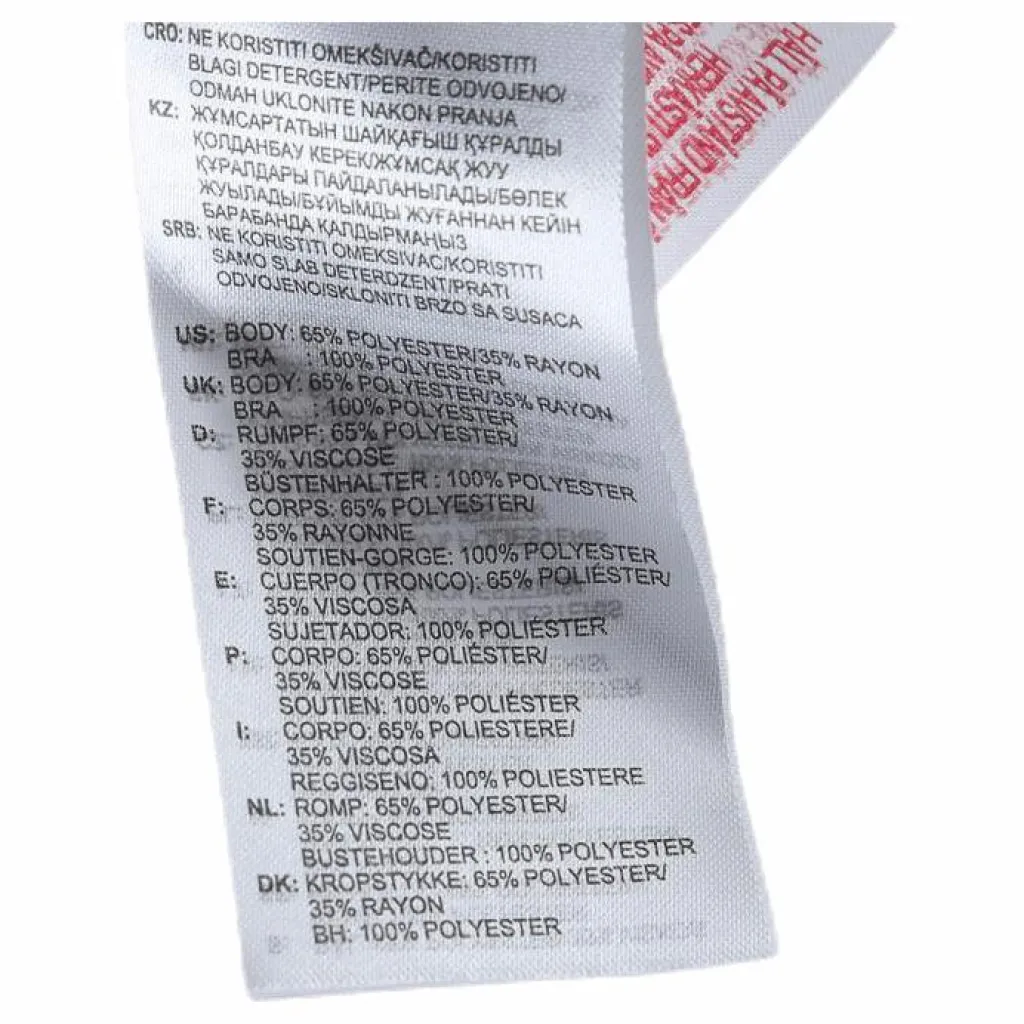 CRO: NE KORISTITI OMEKŠIVAČ/KORISTITI
BLAGI DETERGENT/PERITE ODVOJENO/
ODMAH UKLONITE NAKON PRANJA
KZ: ЖҰМСАРТАТЫН ШАЙҚАҒЫШ ҚҰРАЛДЫ
ҚОЛДАНБАУ КЕРЕК/ЖҰМСАҚ ЖУУ
ҚҰРАЛДАРЫ ПАЙДАЛАНЫЛАДЫ/БӨЛЕК
ЖУЫЛАДЫ/БҰЙЫМДЫ ЖУҒАННАН КЕЙІН
БАРАБАНДА ҚАЛДЫРМАҢЫЗ
SRB: NE KORISTITI OMEKSIVAC/KORISTITI
SAMO SLAB DETERDZENT/PRATI
ODVOJENO/SKLONITI BRZO SA SUSACA
US: BODY: 65% POLYESTER/35% RAYON
BRA : 100% POLYESTER
UK: BODY: 65% POLYESTER/35% RAYON
BRA : 100% POLYESTER
D: RUMPF: 65% POLYESTER/
35% VISCOSE
BÜSTENHALTER : 100% POLYESTER
F: CORPS: 65% POLYESTER/
35% RAYONNE
SOUTIEN-GORGE: 100% POLYESTER
E: CUERPO (TRONCO): 65% POLIÉSTER/
35% VISCOSA
SUJETADOR: 100% POLIÉSTER
P: CORPO: 65% POLIÉSTER/
35% VISCOSE
SOUTIEN: 100% POLIÉSTER
I: CORPO: 65% POLIESTERE/
35% VISCOSA
REGGISENO: 100% POLIESTERE
NL: ROMP: 65% POLYESTER/
35% VISCOSE
BUSTEHOUDER : 100% POLYESTER
DK: KROPSTYKKE: 65% POLYESTER/
35% RAYON
BH: 100% POLYESTER
HÅLL PÅ AVSTÅND FRÅN